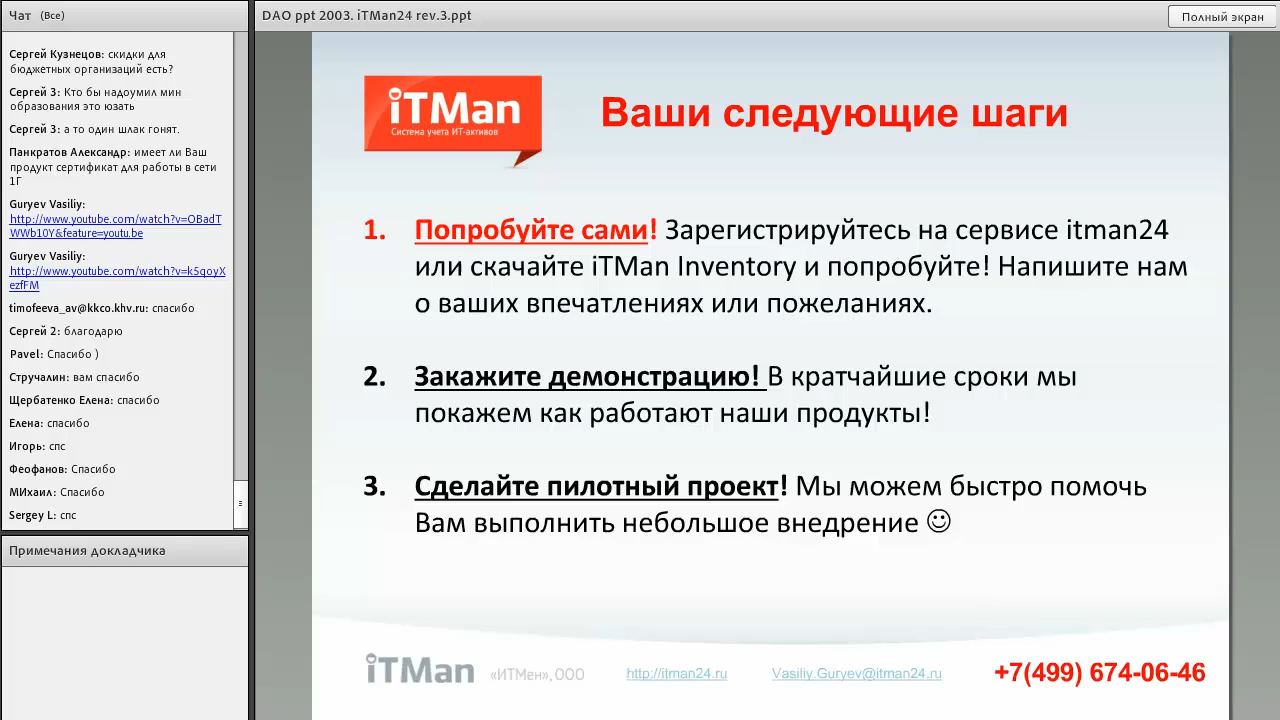 Чат (Все)
Сергей Кузнецов: скидки для
бюджетных организаций есть?
Сергей 3: Кто бы надоумил мин
образования это юзать
Сергей 3: а то один шлак гонят.
Панкратов Александр: имеет ли Ваш
продукт сертификат для работы в сети
1Г
Guryev Vasiliy:
http://www.youtube.com/watch?v=OBadT
WWb10Y&feature=youtu.be
Guryev Vasiliy:
http://www.youtube.com/watch?v=k5qoyX
ezfFM
timofeeva_av@kkco.khv.ru: спасибо
Сергей 2: благодарю
Pavel: Спасибо )
Стручалин: вам спасибо
Щербатенко Елена: спасибо
Елена: спасибо
Игорь: спс
Феофанов: Спасибо
МИхаил: Спасибо
Sergey L: спс
Примечания докладчика
DAO ppt 2003. iTMan24 rev.3.ppt
Полный экран
iTMan
Система учета ИТ-активов
Ваши следующие шаги
1. Попробуйте сами! Зарегистрируйтесь на сервисе itman24
или скачайте iTMan Inventory и попробуйте! Напишите нам
о ваших впечатлениях или пожеланиях.
2. Закажите демонстрацию! В кратчайшие сроки мы
покажем как работают наши продукты!
3. Сделайте пилотный проект! Мы можем быстро помочь
Вам выполнить небольшое внедрение ☺
iTMan «ИТМен», ООО http://itman24.ru Vasiliy.Guryev@itman24.ru +7(499) 674-06-46